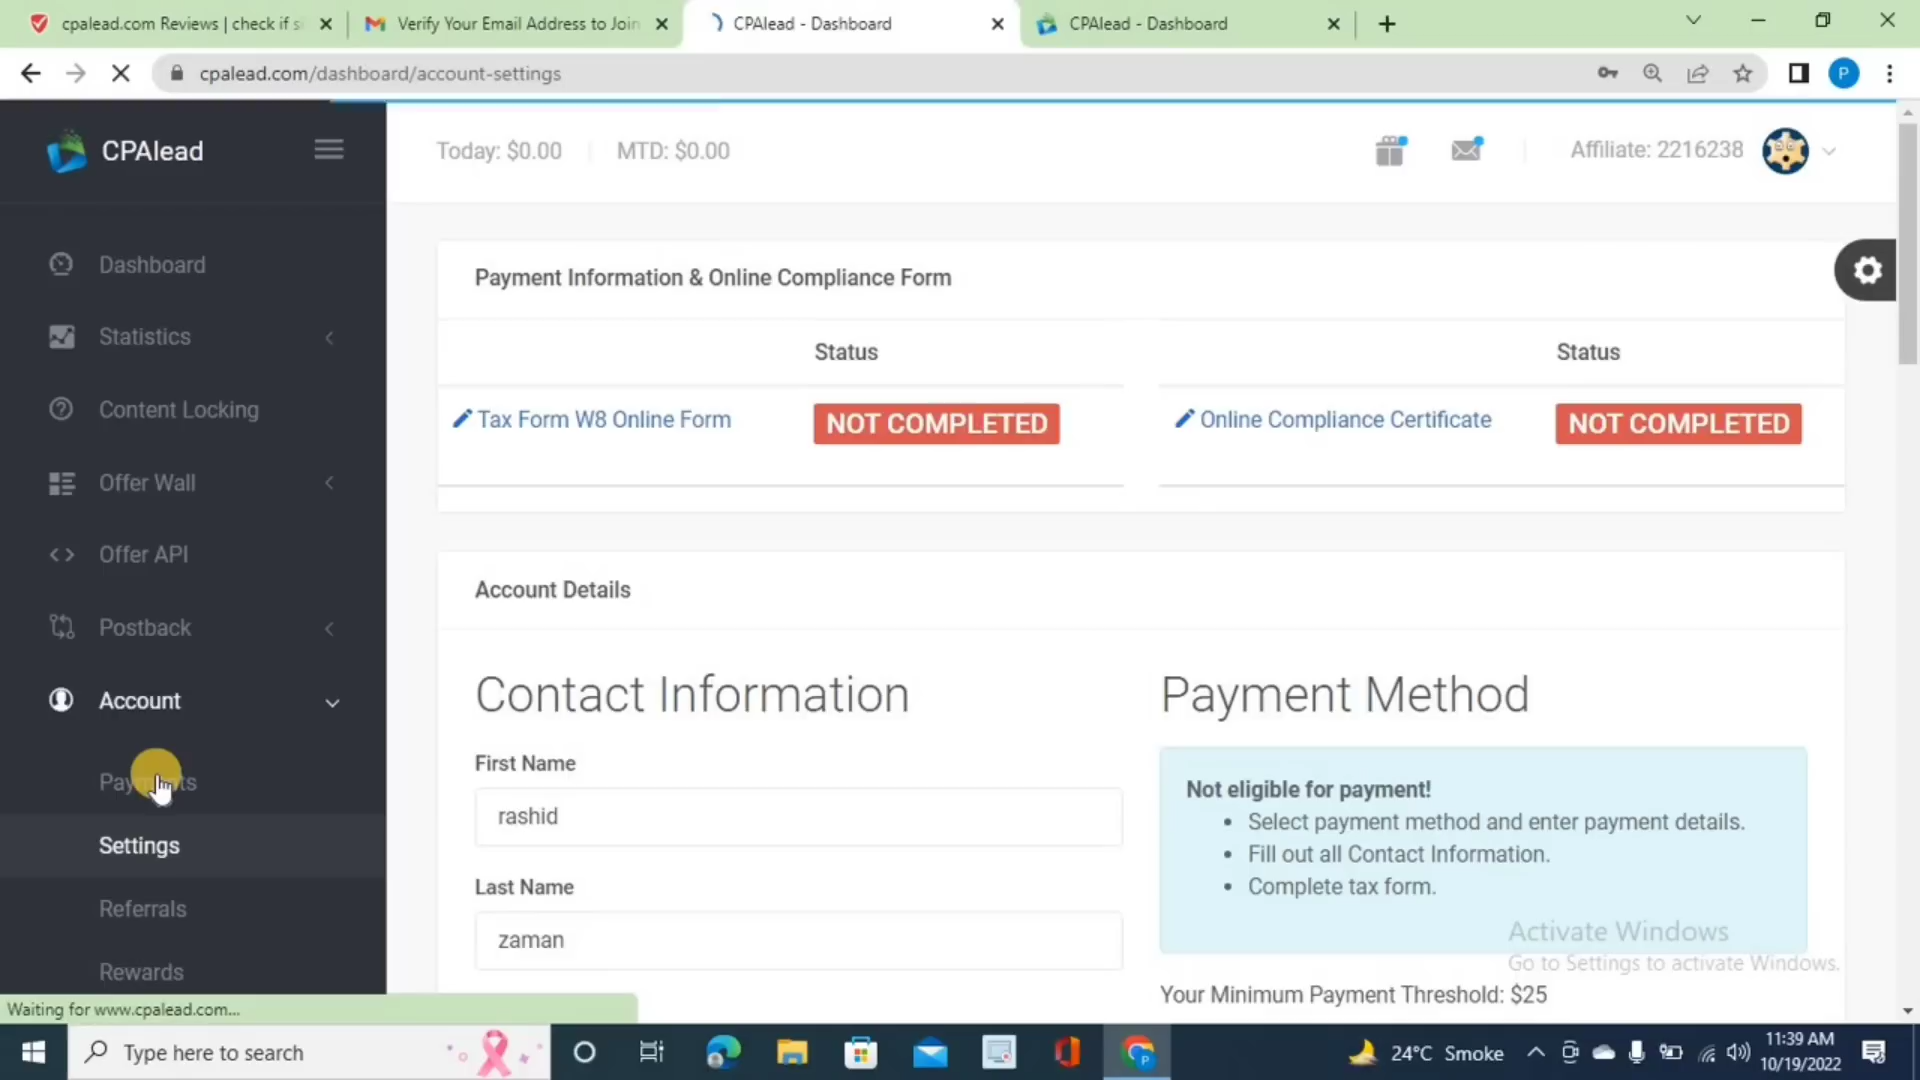 cpalead.com Reviews | check if s
Verify Your Email Address to Join
CPAlead - Dashboard
CPAlead - Dashboard
cpalead.com/dashboard/account-settings
P
CPAlead
Today: $0.00
MTD: $0.00
Affiliate: 2216238
Dashboard
Statistics
Content Locking
Offer Wall
Offer API
Postback
Account
Payments
Settings
Referrals
Rewards
Payment Information & Online Compliance Form
Status
Status
Tax Form W8 Online Form
NOT COMPLETED
Online Compliance Certificate
NOT COMPLETED
Account Details
Contact Information
First Name
rashid
Last Name
zaman
Payment Method
Not eligible for payment!
• Select payment method and enter payment details.
• Fill out all Contact Information.
• Complete tax form.
Your Minimum Payment Threshold: $25
Activate Windows
Go to Settings to activate Windows.
Waiting for www.cpalead.com...
Type here to search
P
24°C Smoke
11:39 AM
10/19/2022